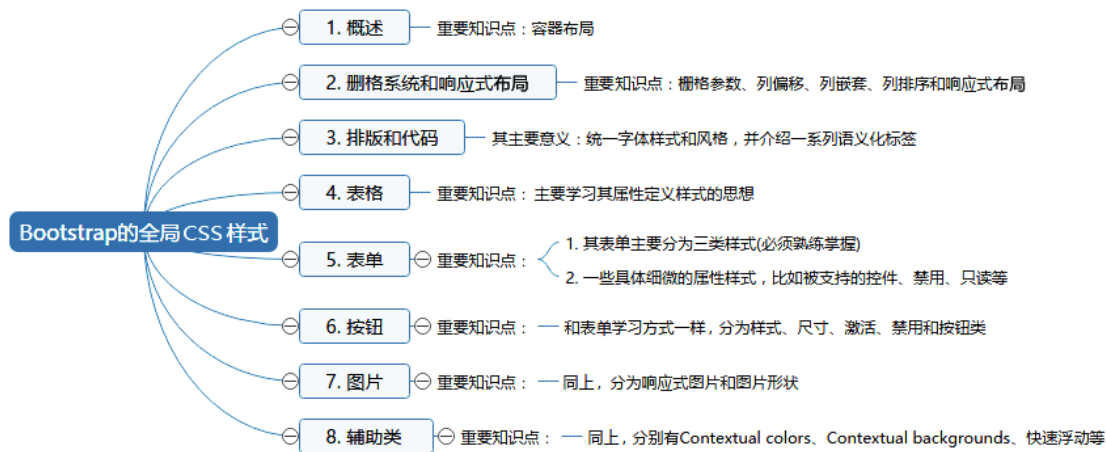 1. 概述
重要知识点：容器布局
2. 删格系统和响应式布局
重要知识点：栅格参数、列偏移、列嵌套、列排序和响应式布局
3. 排版和代码
其主要意义：统一字体样式和风格，并介绍一系列语义化标签
4. 表格
重要知识点： 主要学习其属性定义样式的思想
Bootstrap的全局CSS样式
5. 表单
重要知识点：
1. 其表单主要分为三类样式(必须熟练掌握)
2. 一些具体细微的属性样式，比如被支持的控件、禁用、只读等
6. 按钮
重要知识点：
和表单学习方式一样，分为样式、尺寸、激活、禁用和按钮类
7. 图片
重要知识点：
同上，分为响应式图片和图片形状
8. 辅助类
重要知识点：
同上，分别有Contextual colors、Contextual backgrounds、快速浮动等